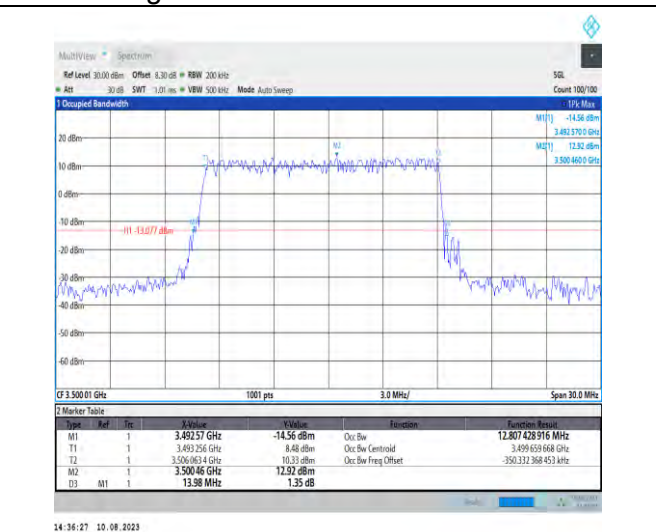 MultiView Spectrum
Ref Level 30.00 dBm Offset 8.30 dB RBW 200 kHz SGL
Att 30 dB SWT 1.01 ms VBW 500 kHz Mode Auto Sweep Count 100/100
1 Occupied Bandwidth 1Pk Max
M1[1] -14.56 dBm
3.492 570 0 GHz
20 dBm M2 M2[1] 12.92 dBm
3.500 460 0 GHz
10 dBm
0 dBm
-10 dBm
H1 -13.077 dBm
-20 dBm
-30 dBm
-40 dBm
-50 dBm
-60 dBm
CF 3.500 01 GHz 1001 pts 3.0 MHz/ Span 30.0 MHz
2 Marker Table
Type Ref Trc X-Value Y-Value Function Function Result
M1 1 3.492 57 GHz -14.56 dBm Occ Bw 12.807 428 916 MHz
T1 1 3.493 256 GHz 8.48 dBm Occ Bw Centroid 3.499 659 668 GHz
T2 1 3.506 063 4 GHz 10.33 dBm Occ Bw Freq Offset -350.332 368 453 kHz
M2 1 3.500 46 GHz 12.92 dBm
D3 M1 1 13.98 MHz 1.35 dB
14:36:27 10.08.2023